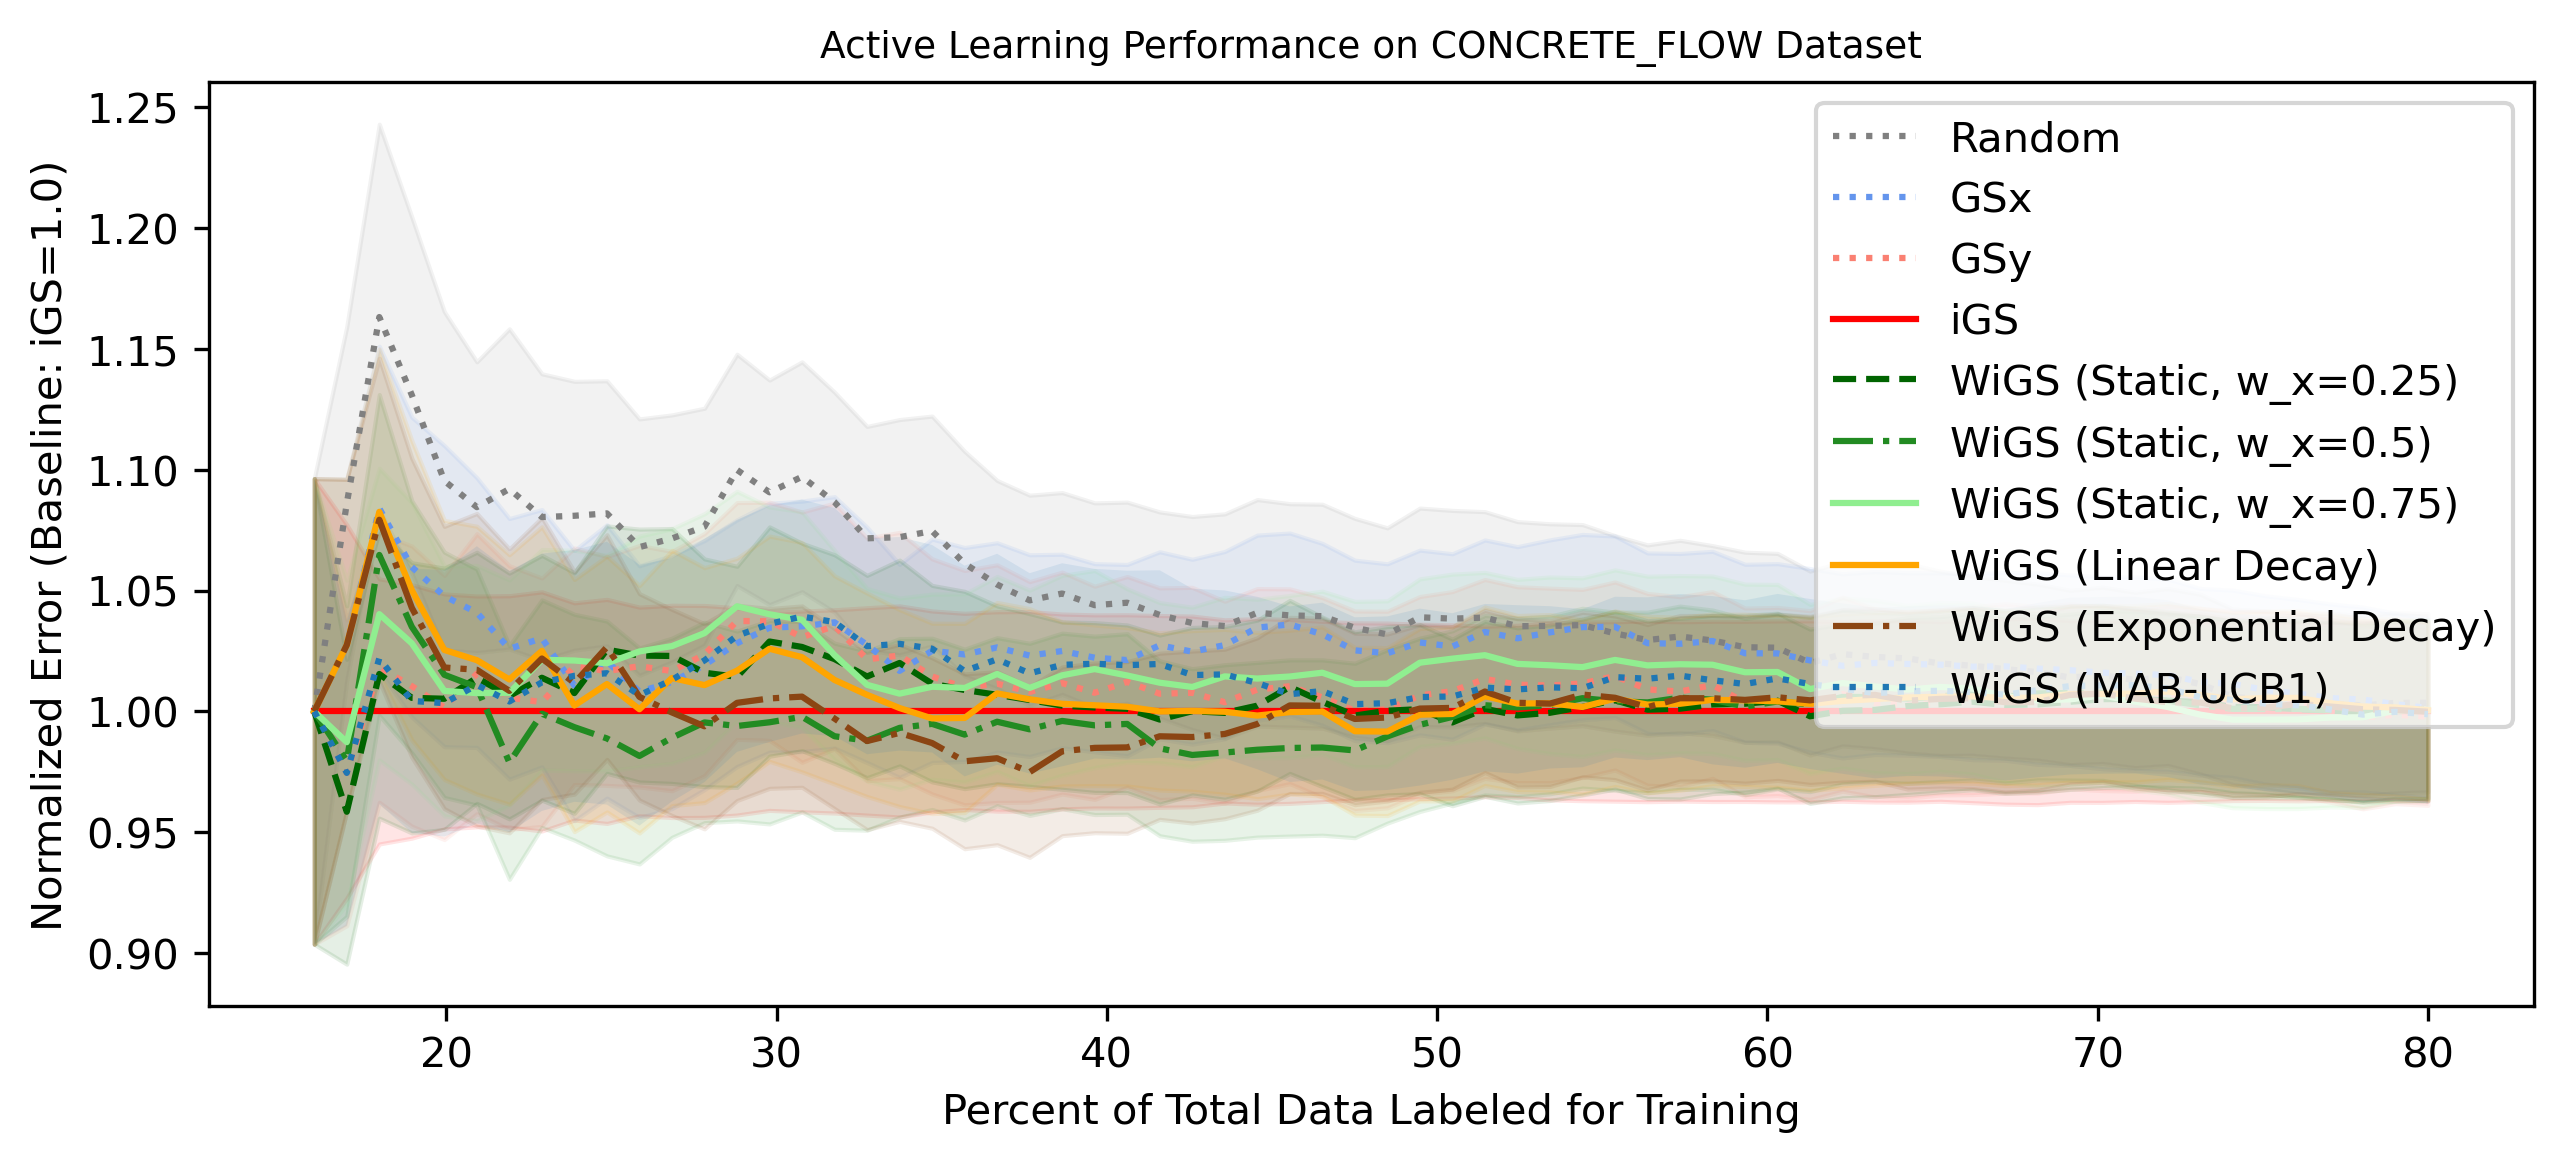 Active Learning Performance on CONCRETE_FLOW Dataset
Normalized Error (Baseline: iGS=1.0)
1.25
1.20
1.15
1.10
1.05
1.00
0.95
0.90
Random
GSx
GSy
iGS
WiGS (Static, w_x=0.25)
WiGS (Static, w_x=0.5)
WiGS (Static, w_x=0.75)
WiGS (Linear Decay)
WiGS (Exponential Decay)
WiGS (MAB-UCB1)
20 30 40 50 60 70 80
Percent of Total Data Labeled for Training